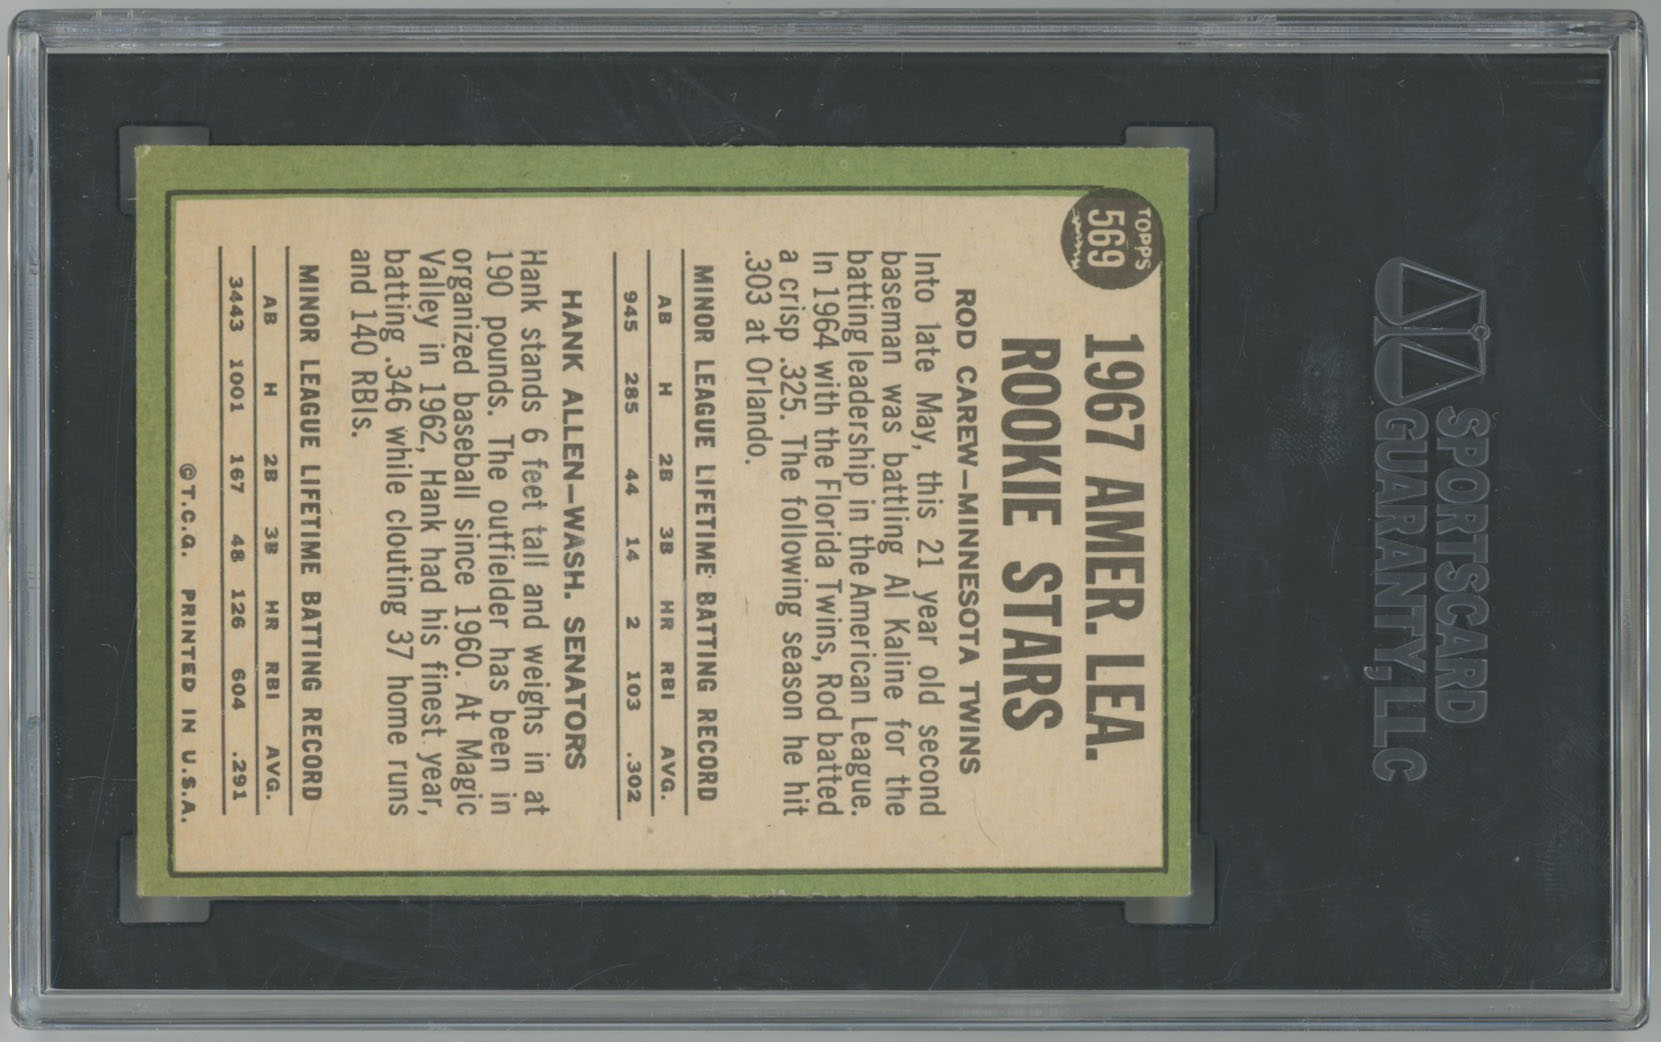 SPORTSCARD
GUARANTY, LLC
TOPPS
569
1967 AMER. LEA.
ROOKIE STARS
ROD CAREW—MINNESOTA TWINS
Into late May, this 21 year old second
baseman was battling Al Kaline for the
batting leadership in the American League.
In 1964 with the Florida Twins, Rod batted
a crisp .325. The following season he hit
.303 at Orlando.
MINOR LEAGUE LIFETIME BATTING RECORD
AB H 2B 3B HR RBI AVG.
945 285 44 14 2 103 .302
HANK ALLEN—WASH. SENATORS
Hank stands 6 feet tall and weighs in at
190 pounds. The outfielder has been in
organized baseball since 1960. At Magic
Valley in 1962, Hank had his finest year,
batting .346 while clouting 37 home runs
and 140 RBIs.
MINOR LEAGUE LIFETIME BATTING RECORD
AB H 2B 3B HR RBI AVG.
3443 1001 167 48 126 604 .291
©T.C.G. PRINTED IN U.S.A.